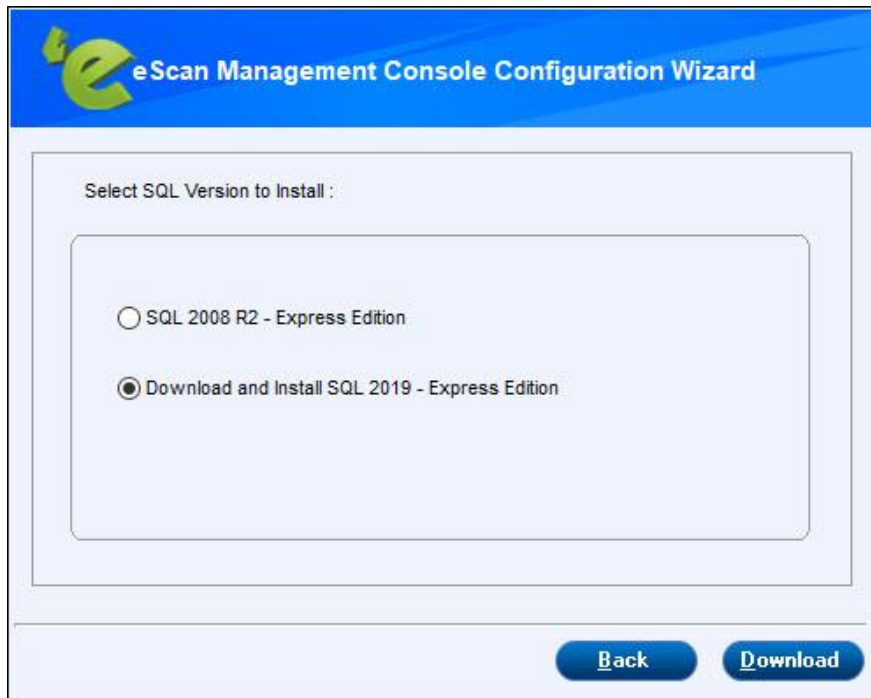 eScan Management Console Configuration Wizard
Select SQL Version to Install :
SQL 2008 R2 - Express Edition
Download and Install SQL 2019 - Express Edition
Back
Download